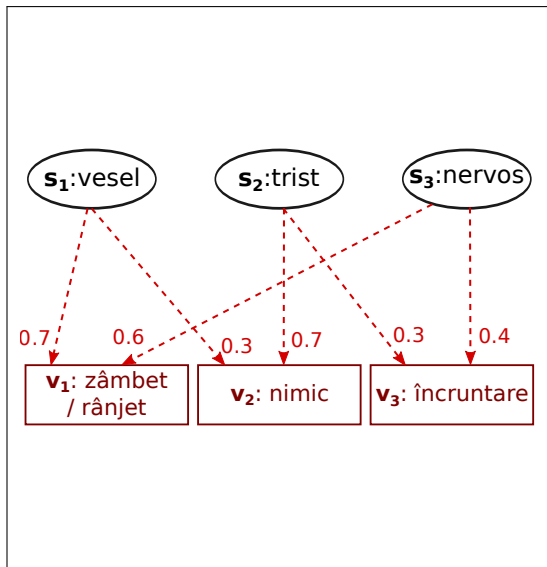 s₁:vesel
s₂:trist
s₃:nervos
0.7
0.6
0.3
0.7
0.3
0.4
v₁: zâmbet
/ rânjet
v₂: nimic
v₃: încruntare